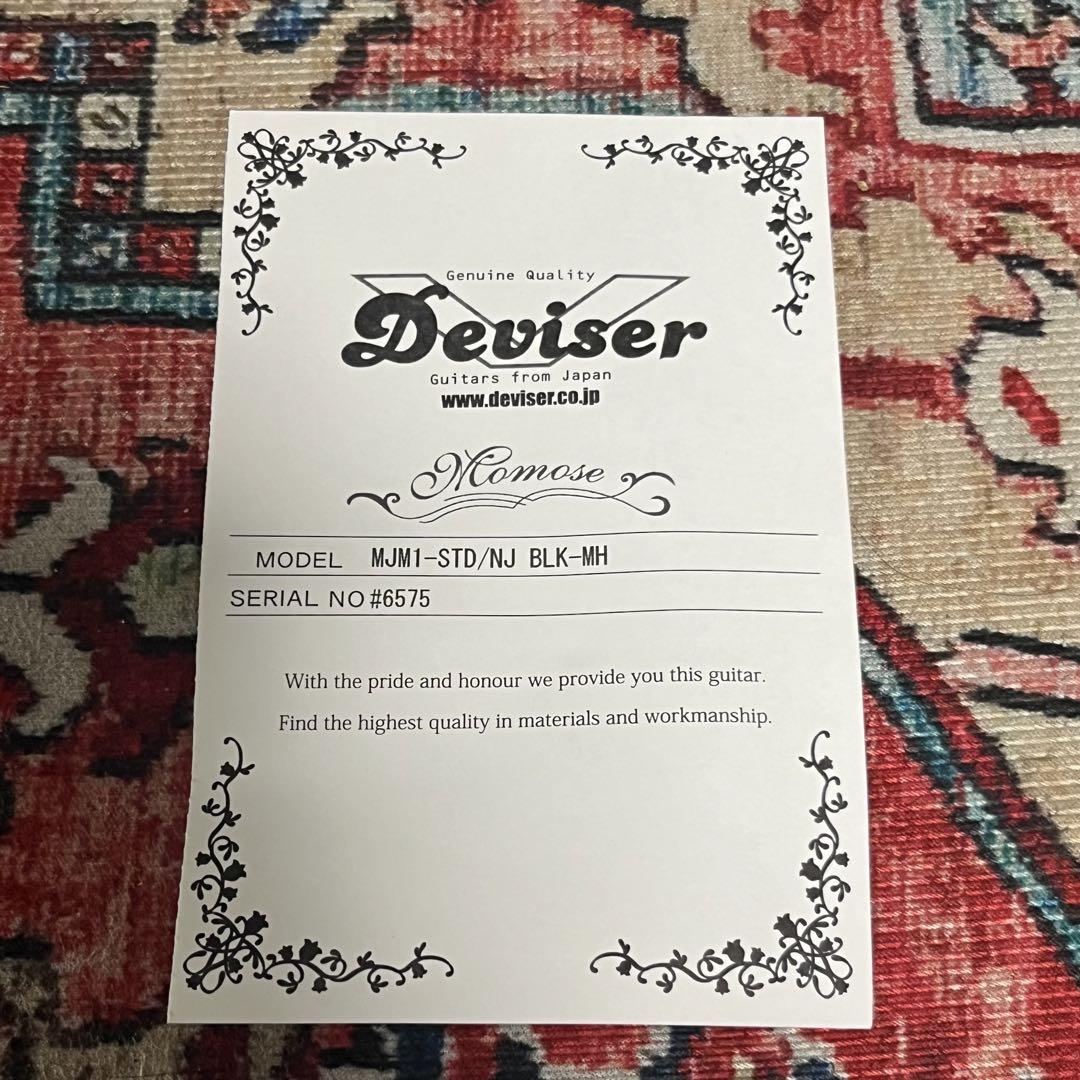 Genuine Quality
Deviser
Guitars from Japan
www.deviser.co.jp
Momose
MODEL MJM1-STD/NJ BLK-MH
SERIAL NO #6575
With the pride and honour we provide you this guitar.
Find the highest quality in materials and workmanship.